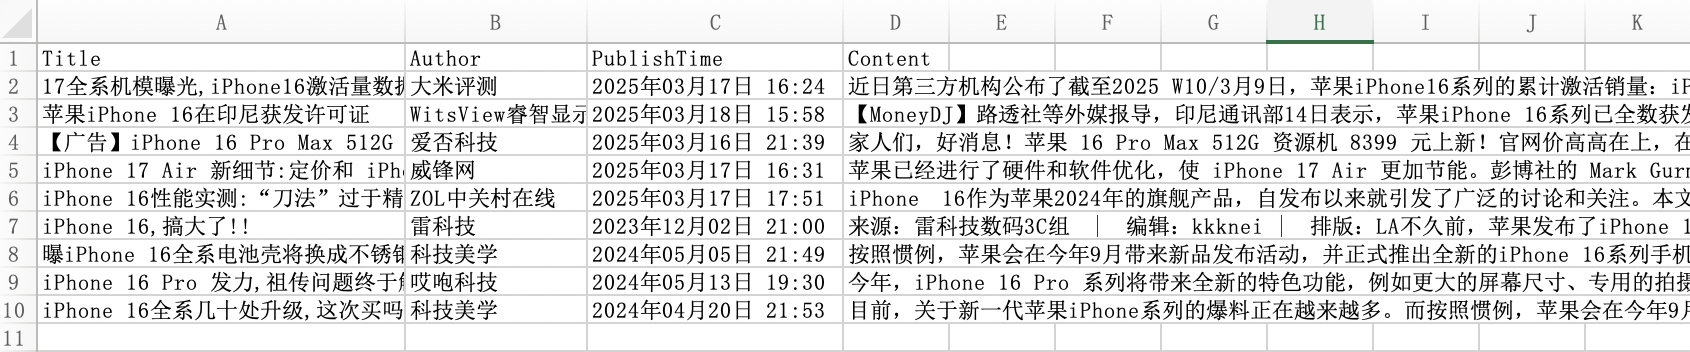 A B C D E F G H I J K
1 Title Author PublishTime Content
2 17全系机模曝光,iPhone16激活量数据 大米评测 2025年03月17日 16:24 近日第三方机构公布了截至2025 W10/3月9日，苹果iPhone16系列的累计激活销量：iP
3 苹果iPhone 16在印尼获发许可证 WitsView睿智显示 2025年03月18日 15:58 【MoneyDJ】路透社等外媒报导，印尼通讯部14日表示，苹果iPhone 16系列已全数获发
4 【广告】iPhone 16 Pro Max 512G 爱否科技 2025年03月16日 21:39 家人们，好消息！苹果 16 Pro Max 512G 资源机 8399 元上新！官网价高高在上，在
5 iPhone 17 Air 新细节:定价和 iPho 威锋网 2025年03月17日 16:31 苹果已经进行了硬件和软件优化，使 iPhone 17 Air 更加节能。彭博社的 Mark Gurm
6 iPhone 16性能实测:“刀法”过于精 ZOL中关村在线 2025年03月17日 17:51 iPhone 16作为苹果2024年的旗舰产品，自发布以来就引发了广泛的讨论和关注。本文
7 iPhone 16,搞大了!! 雷科技 2023年12月02日 21:00 来源：雷科技数码3C组 ｜ 编辑：kkknei ｜ 排版：LA不久前，苹果发布了iPhone 1
8 曝iPhone 16全系电池壳将换成不锈钢 科技美学 2024年05月05日 21:49 按照惯例，苹果会在今年9月带来新品发布活动，并正式推出全新的iPhone 16系列手机
9 iPhone 16 Pro 发力,祖传问题终于 哎咆科技 2024年05月13日 19:30 今年，iPhone 16 Pro 系列将带来全新的特色功能，例如更大的屏幕尺寸、专用的拍摄
10 iPhone 16全系几十处升级,这次买吗 科技美学 2024年04月20日 21:53 目前，关于新一代苹果iPhone系列的爆料正在越来越多。而按照惯例，苹果会在今年9月
11